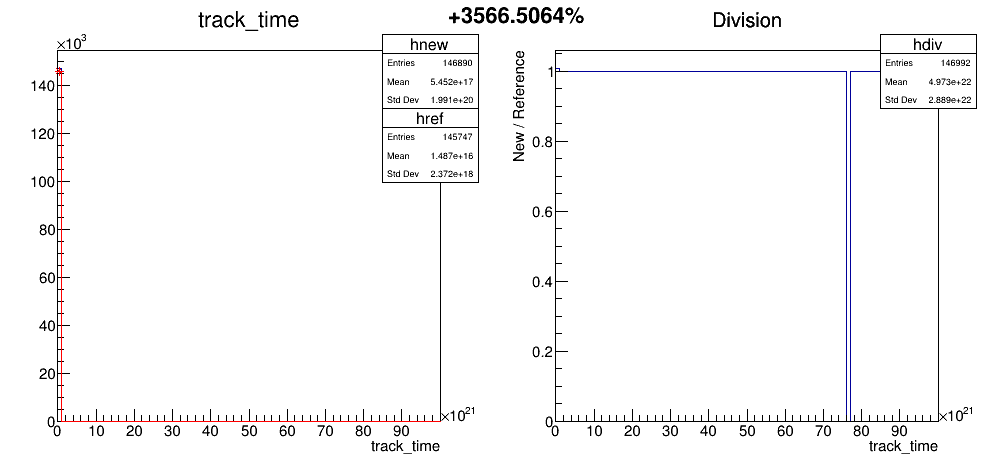 +3566.5064%
track_time
×10³
hnew
Entries 146890
Mean 5.452e+17
Std Dev 1.991e+20
href
Entries 145747
Mean 1.487e+16
Std Dev 2.372e+18
140
120
100
80
60
40
20
0
0 10 20 30 40 50 60 70 80 90
×10²¹
track_time
Division
hdiv
Entries 146992
Mean 4.973e+22
Std Dev 2.889e+22
New / Reference
1
0.8
0.6
0.4
0.2
0
0 10 20 30 40 50 60 70 80 90
×10²¹
track_time